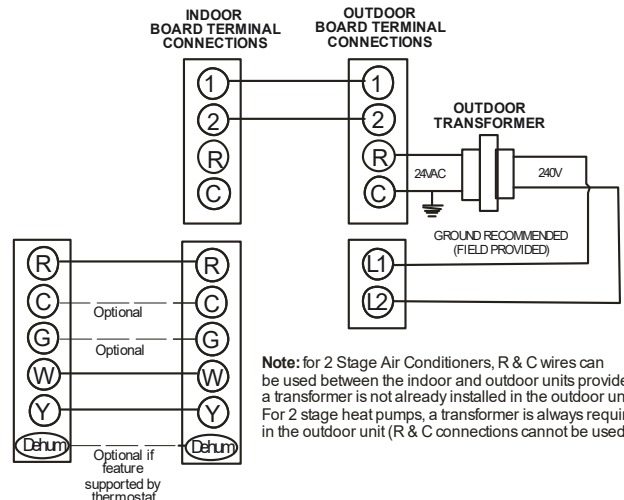 INDOOR
BOARD TERMINAL
CONNECTIONS
OUTDOOR
BOARD TERMINAL
CONNECTIONS
1
1
2
2
R
R
C
C
OUTDOOR
TRANSFORMER
24VAC
240V
GROUND RECOMMENDED
(FIELD PROVIDED)
L1
L2
R
R
C
Optional
C
G
Optional
G
W
W
Y
Y
Dehum
Dehum
Optional if
feature
supported by
thermostat
Note: for 2 Stage Air Conditioners, R & C wires can
be used between the indoor and outdoor units provide
a transformer is not already installed in the outdoor un
For 2 stage heat pumps, a transformer is always requi
in the outdoor unit (R & C connections cannot be used